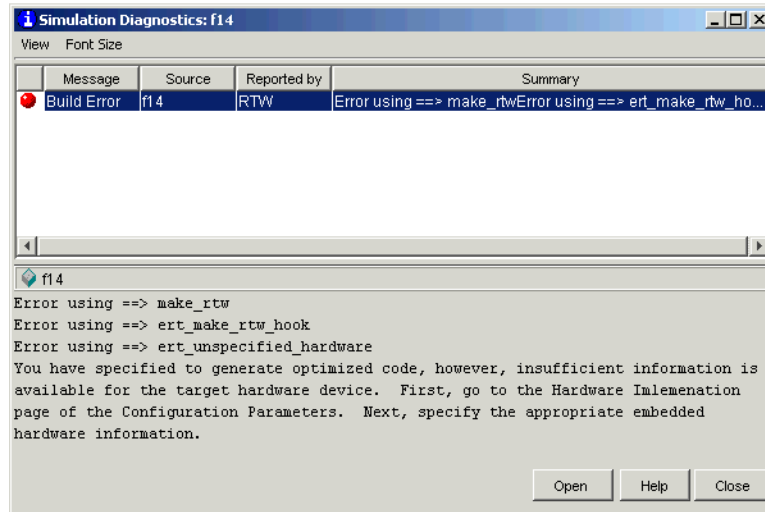 Simulation Diagnostics: f14
View Font Size
Message Source Reported by Summary
Build Error f14 RTW Error using ==> make_rtwError using ==> ert_make_rtw_ho...
f14
Error using ==> make_rtw
Error using ==> ert_make_rtw_hook
Error using ==> ert_unspecified_hardware
You have specified to generate optimized code, however, insufficient information is
available for the target hardware device.  First, go to the Hardware Imlemenation
page of the Configuration Parameters.  Next, specify the appropriate embedded
hardware information.
Open Help Close